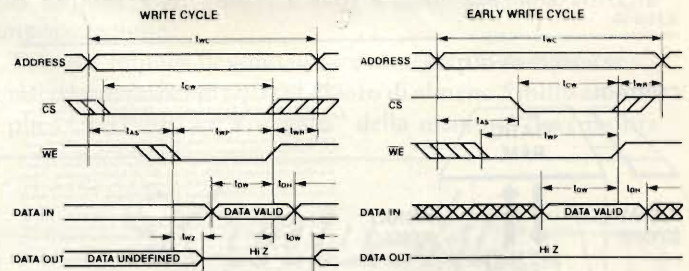 WRITE CYCLE
tWC
ADDRESS
tCW
CS
tAS
tWP
tWR
WE
tDW
tDH
DATA IN
DATA VALID
tWZ
tOW
DATA OUT
DATA UNDEFINED
Hi Z
EARLY WRITE CYCLE
tWC
ADDRESS
tCW
tWR
CS
tAS
tWP
WE
tDW
tDH
DATA IN
DATA VALID
DATA OUT
Hi Z